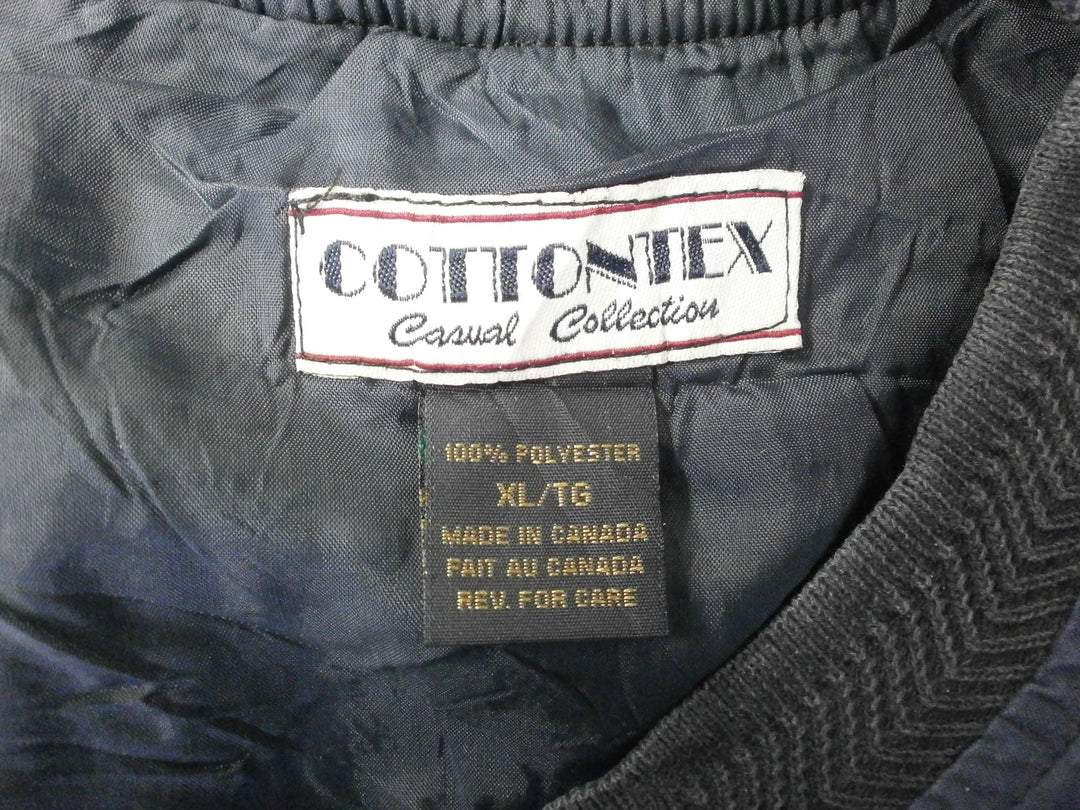 COTTONTEX
Casual Collection
100% POLYESTER
XL/TG
MADE IN CANADA
FAIT AU CANADA
REV. FOR CARE